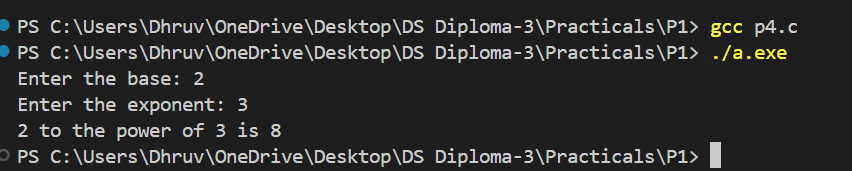 PS C:\Users\Dhruv\OneDrive\Desktop\DS Diploma-3\Practicals\P1> gcc p4.c
PS C:\Users\Dhruv\OneDrive\Desktop\DS Diploma-3\Practicals\P1> ./a.exe
Enter the base: 2
Enter the exponent: 3
2 to the power of 3 is 8
PS C:\Users\Dhruv\OneDrive\Desktop\DS Diploma-3\Practicals\P1>